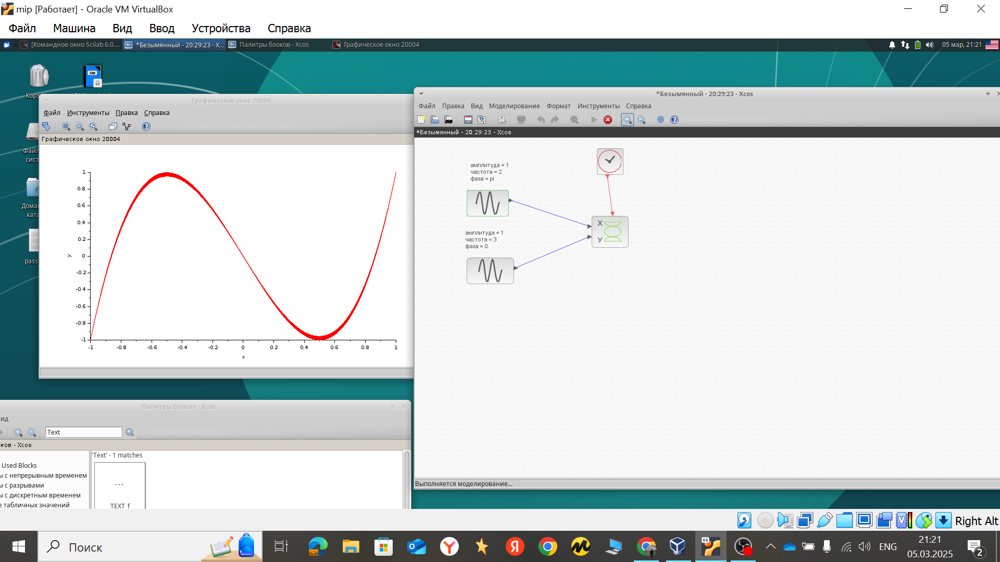 mip [Работает] - Oracle VM VirtualBox
Файл Машина Вид Ввод Устройства Справка
[Командное окно Scilab 6.0.... *Безымянный - 20:29:23 - X... Палитры блоков - Xcos Графическое окно 20004 05 мар, 21:21
OM
Графическое окно 20004
Файл Инструменты Правка Справка
Графическое окно 20004
1
0.8
0.6
0.4
0.2
0
-0.2
-0.4
-0.6
-0.8
-1
y
-1 -0.8 -0.6 -0.4 -0.2 0 0.2 0.4 0.6 0.8 1
x
*Безымянный - 20:29:23 - Xcos
Файл Правка Вид Моделирование Формат Инструменты Справка
*Безымянный - 20:29:23 - Xcos
амплитуда = 1
частота = 2
фаза = pi
амплитуда = 1
частота = 3
фаза = 0
X
У
Выполняется моделирование...
Палитры блоков - Xcos
ид
Text
ков - Xcos
Used Blocks
ы с непрерывным временем
ы с разрывами
ы с дискретным временем
е табличных значений
'Text' - 1 matches
...
TEXT_f
Корз
Файл
сист
Дома
ката
pass
Right Alt
Поиск
64
ENG
21:21
05.03.2025
2